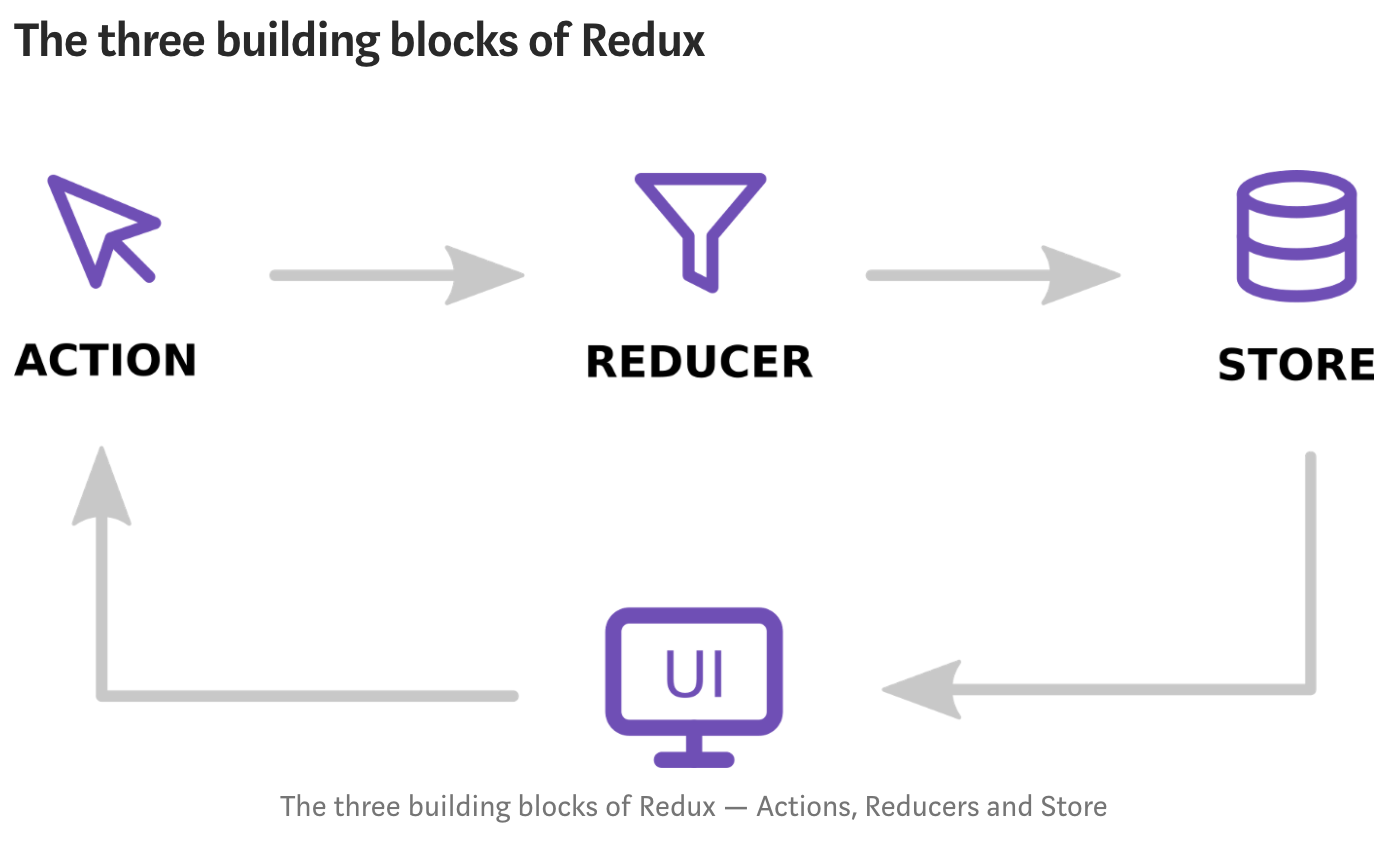 The three building blocks of Redux
ACTION
REDUCER
STORE
UI
The three building blocks of Redux — Actions, Reducers and Store